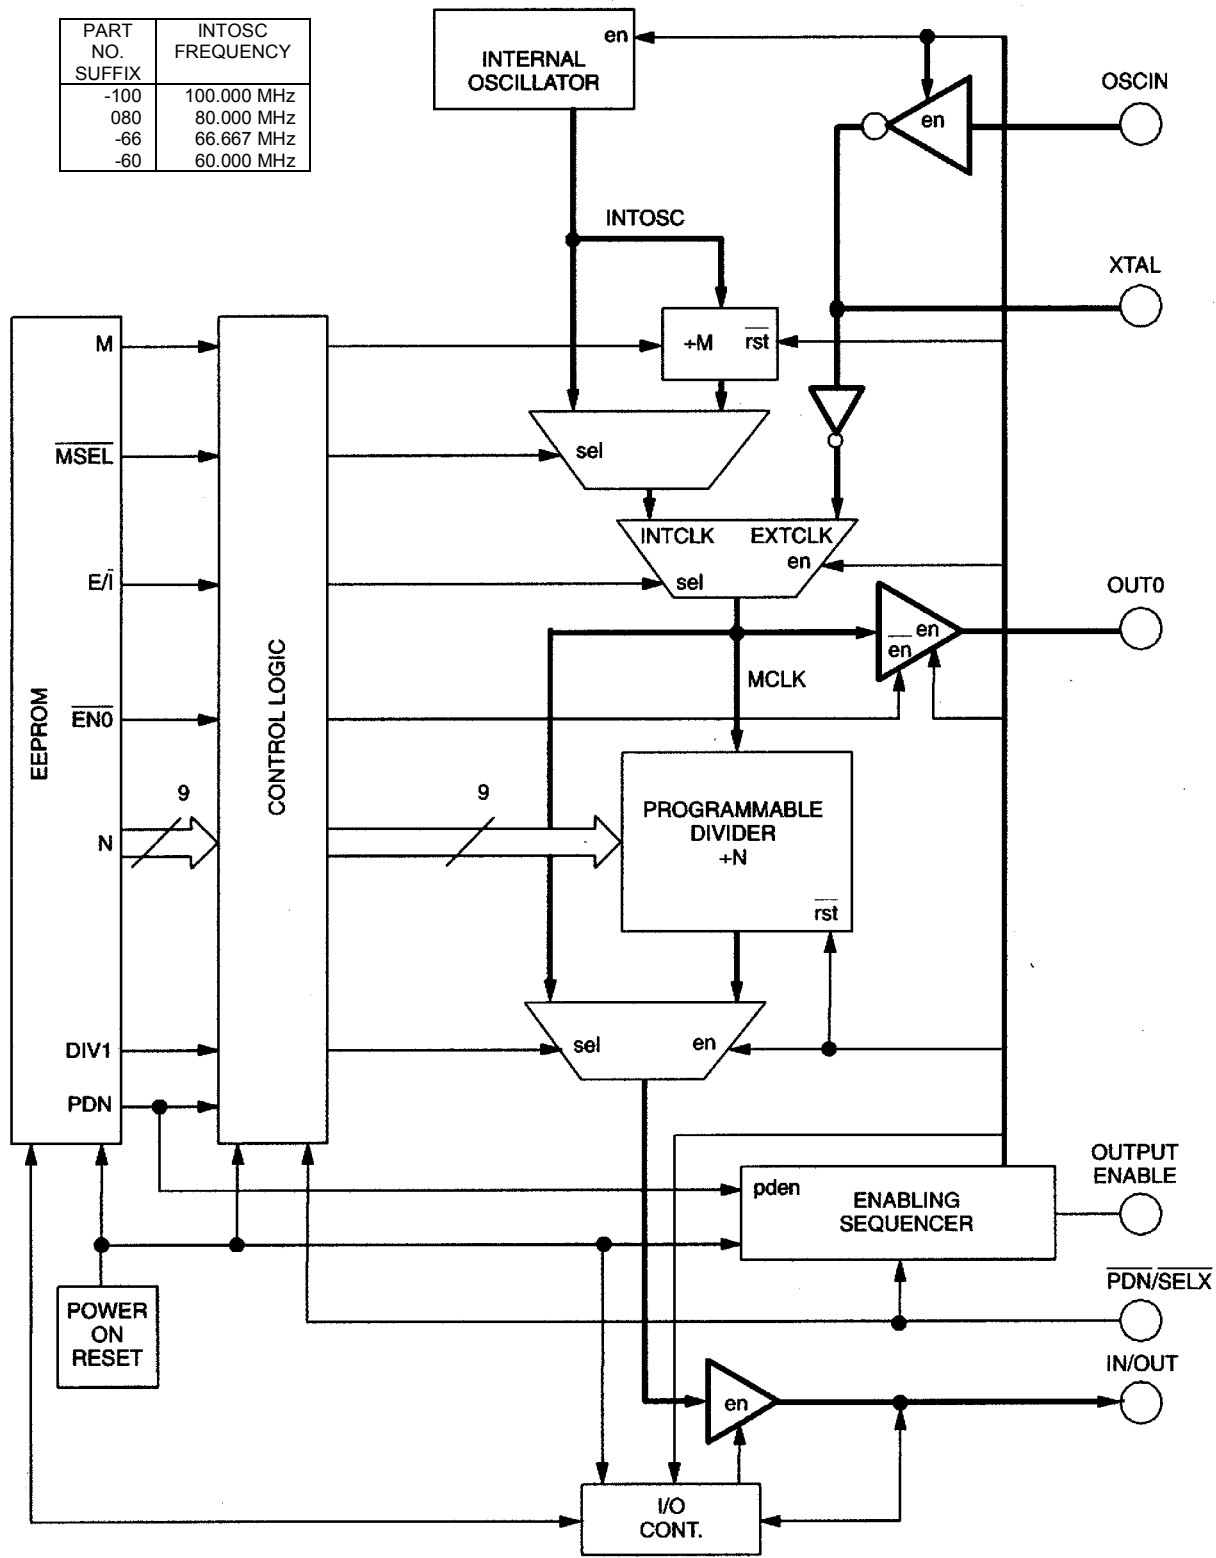 PART NO. SUFFIX INTOSC FREQUENCY
-100 100.000 MHz
080 80.000 MHz
-66 66.667 MHz
-60 60.000 MHz
en
INTERNAL
OSCILLATOR
en
OSCIN
INTOSC
XTAL
÷M
rst
M
MSEL
sel
INTCLK
EXTCLK
en
E/I
sel
OUT0
en
en
MCLK
EN0
EEPROM
CONTROL LOGIC
9
9
N
PROGRAMMABLE
DIVIDER
÷N
rst
DIV1
sel
en
PDN
OUTPUT
ENABLE
pden
ENABLING
SEQUENCER
PDN/SELX
POWER
ON
RESET
IN/OUT
en
I/O
CONT.